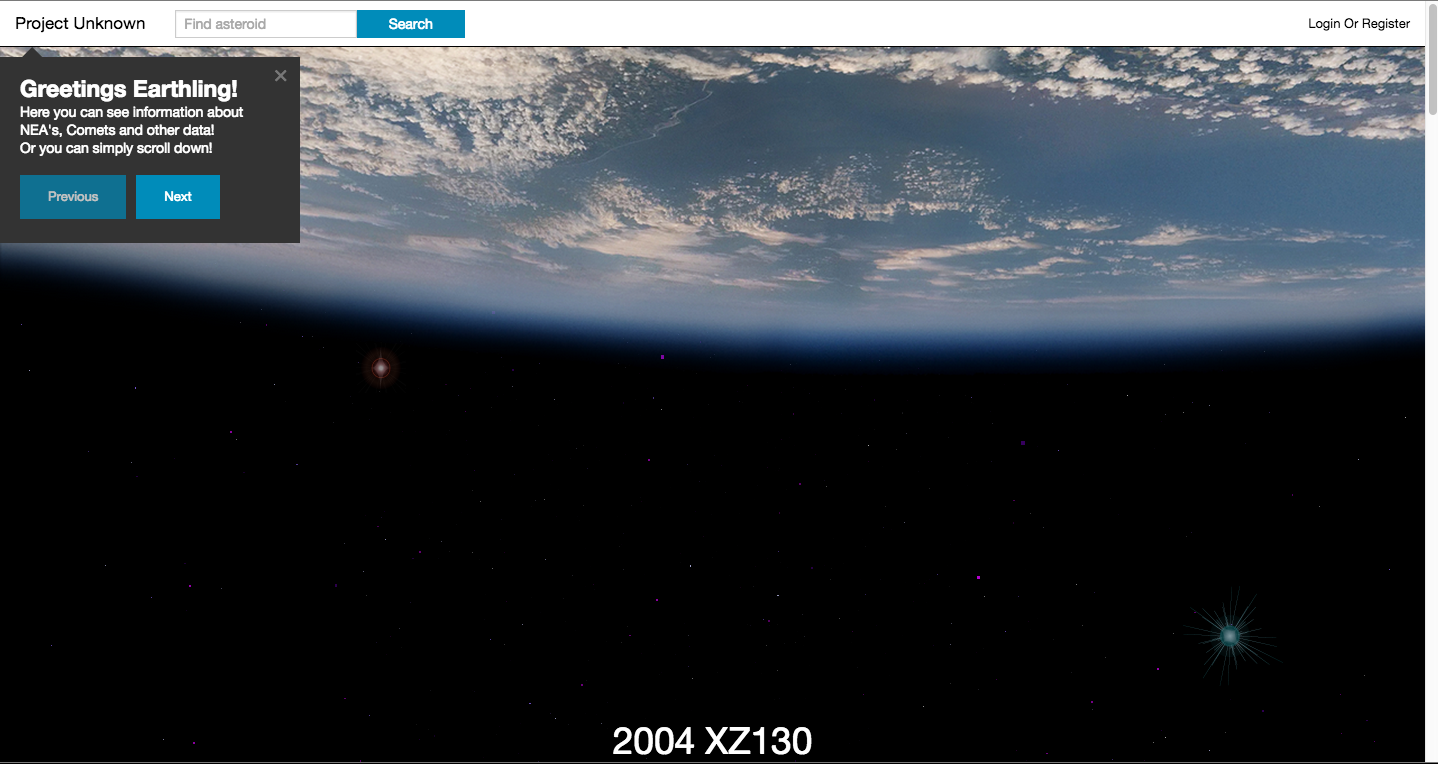 Project Unknown
Find asteroid
Search
Login Or Register
Greetings Earthling!
Here you can see information about
NEA's, Comets and other data!
Or you can simply scroll down!
Previous
Next
2004 XZ130